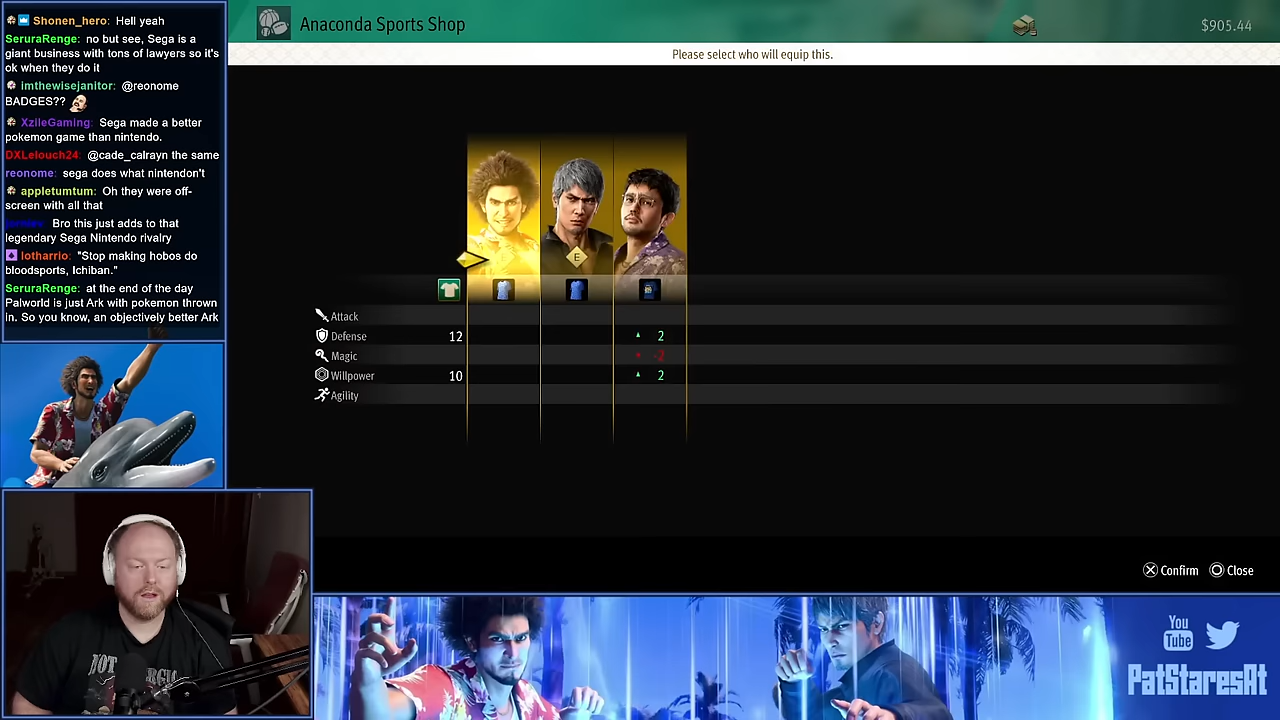 Shonen_hero: Hell yeah
SeruraRenge: no but see, Sega is a
giant business with tons of lawyers so it's
ok when they do it
imthewisejanitor: @reonome
BADGES??
XzileGaming: Sega made a better
pokemon game than nintendo.
DXLelouch24: @cade_calrayn the same
reonome: sega does what nintendon't
appletumtum: Oh they were off-
screen with all that
Bro this just adds to that
legendary Sega Nintendo rivalry
lotharrio: "Stop making hobos do
bloodsports, Ichiban."
SeruraRenge: at the end of the day
Palworld is just Ark with pokemon thrown
in. So you know, an objectively better Ark
Anaconda Sports Shop
$905.44
Please select who will equip this.
E
Attack
Defense 12 2
Magic -2
Willpower 10 2
Agility
Confirm Close
NOT
You
Tube
PatStaresAt